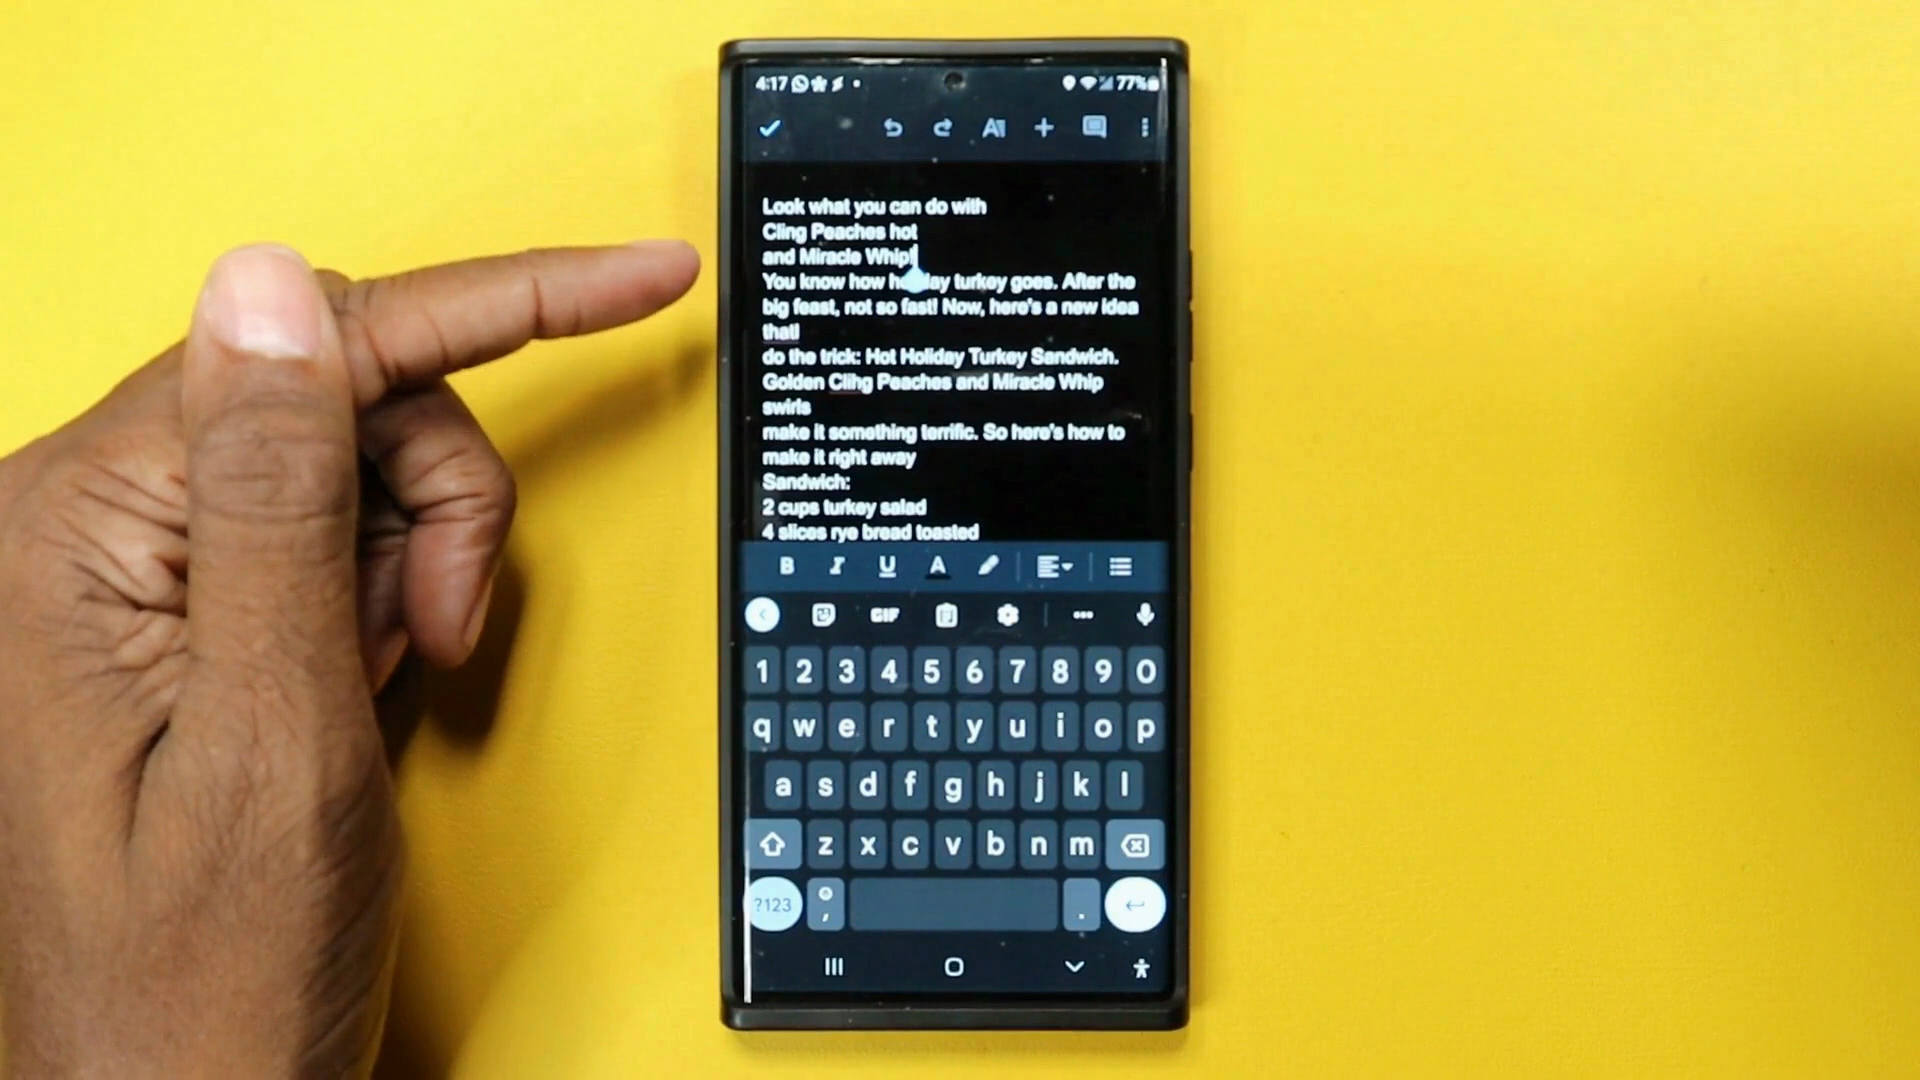 4:17 77%
Look what you can do with
Cling Peaches hot
and Miracle Whip!
You know how holiday turkey goes. After the
big feast, not so fast! Now, here's a new idea
thatl
do the trick: Hot Holiday Turkey Sandwich.
Golden Clihg Peaches and Miracle Whip
swirls
make it something terrific. So here's how to
make it right away
Sandwich:
2 cups turkey salad
4 slices rye bread toasted
B I U A
GIF
1 2 3 4 5 6 7 8 9 0
q w e r t y u i o p
a s d f g h j k l
z x c v b n m
?123 , .